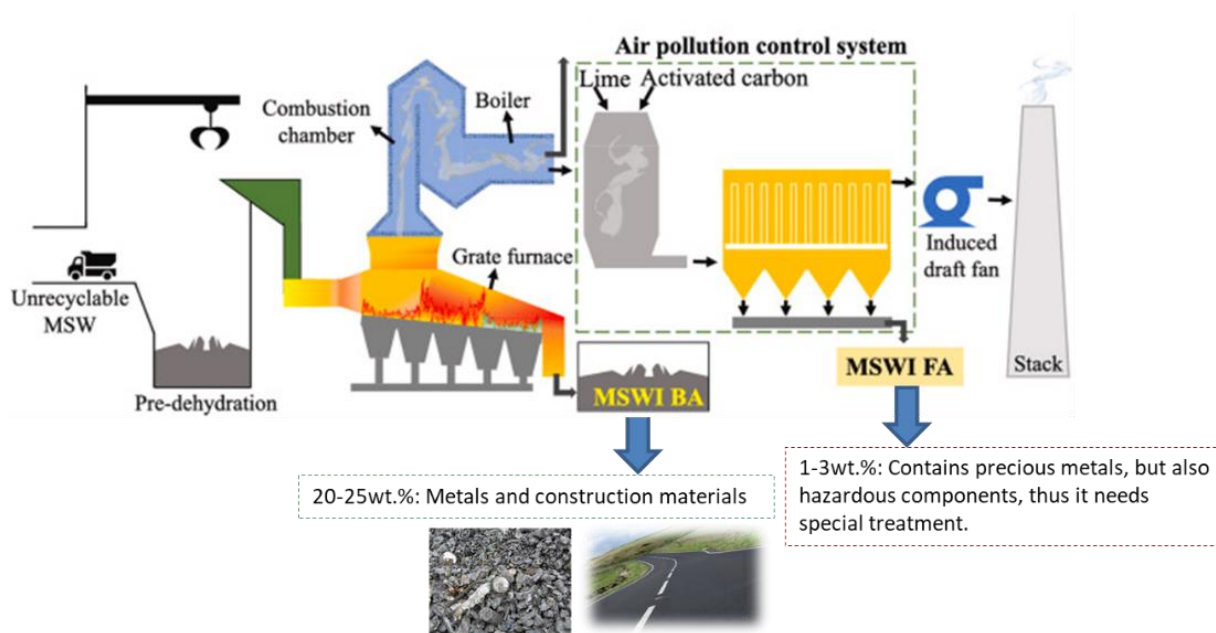 Air pollution control system
Lime Activated carbon
Boiler
Combustion
chamber
Grate furnace
Induced
draft fan
Unrecyclable
MSW
Pre-dehydration
MSWI BA
MSWI FA
Stack
20-25wt.%: Metals and construction materials
1-3wt.%: Contains precious metals, but also
hazardous components, thus it needs
special treatment.